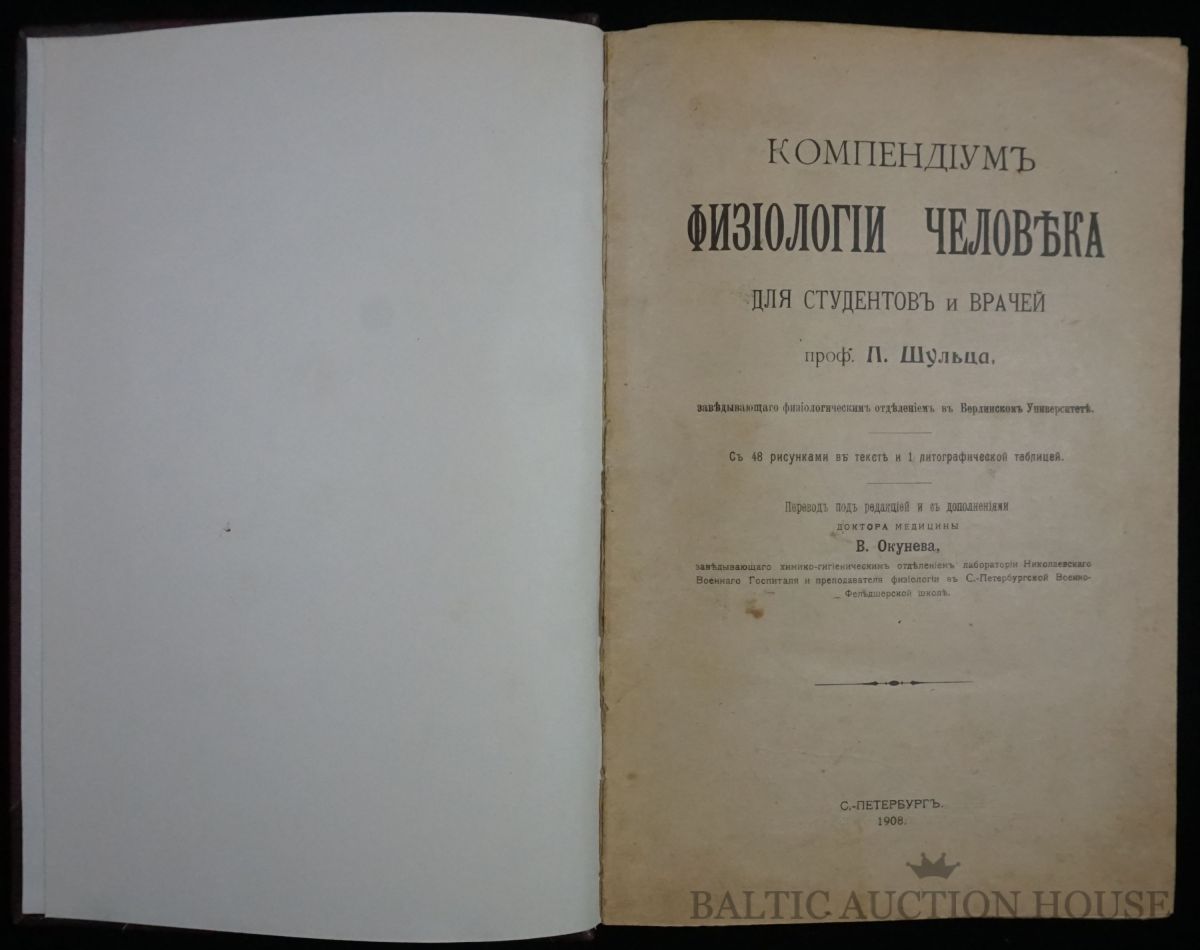 КОМПЕНДІУМЪ
ФИЗІОЛОГІИ ЧЕЛОВѢКА
ДЛЯ СТУДЕНТОВЪ и ВРАЧЕЙ
проф. П. Шульца,
завѣдывающаго физіологическимъ отдѣленіемъ въ Берлинскомъ Университетѣ.
Съ 48 рисунками въ текстѣ и 1 литографической таблицей.
Переводъ подъ редакціей и съ дополненіями
ДОКТОРА МЕДИЦИНЫ
В. Окунева,
завѣдывающаго химико-гигіеническимъ отдѣленіемъ лабораторіи Николаевскаго
Военнаго Госпиталя и преподавателя физіологіи въ С.-Петербургской Военно-
Фельдшерской школѣ.
С.-ПЕТЕРБУРГЪ.
1908.
BALTIC AUCTION HOUSE